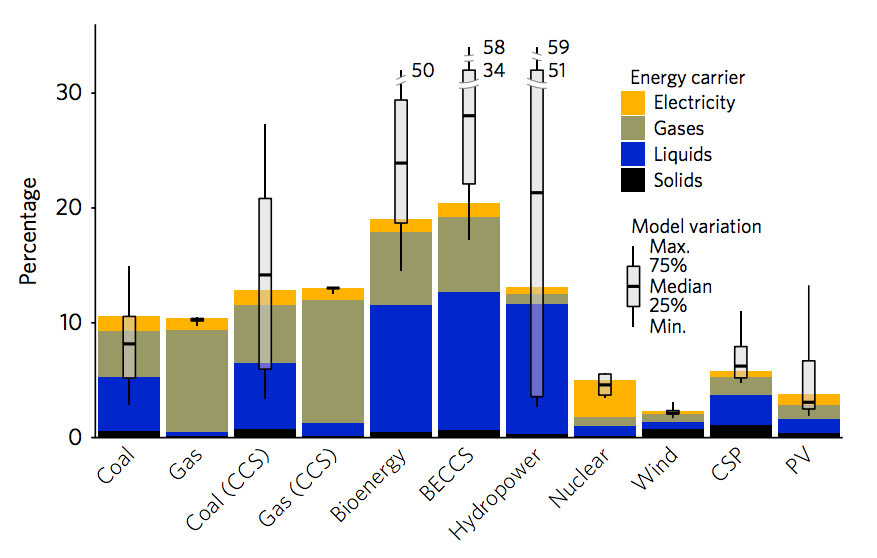 58
59
50
34
51
Energy carrier
Electricity
Gases
Liquids
Solids
Model variation
Max.
75%
Median
25%
Min.
Percentage
30
20
10
0
Coal
Gas
Coal (CCS)
Gas (CCS)
Bioenergy
BECCS
Hydropower
Nuclear
Wind
CSP
PV